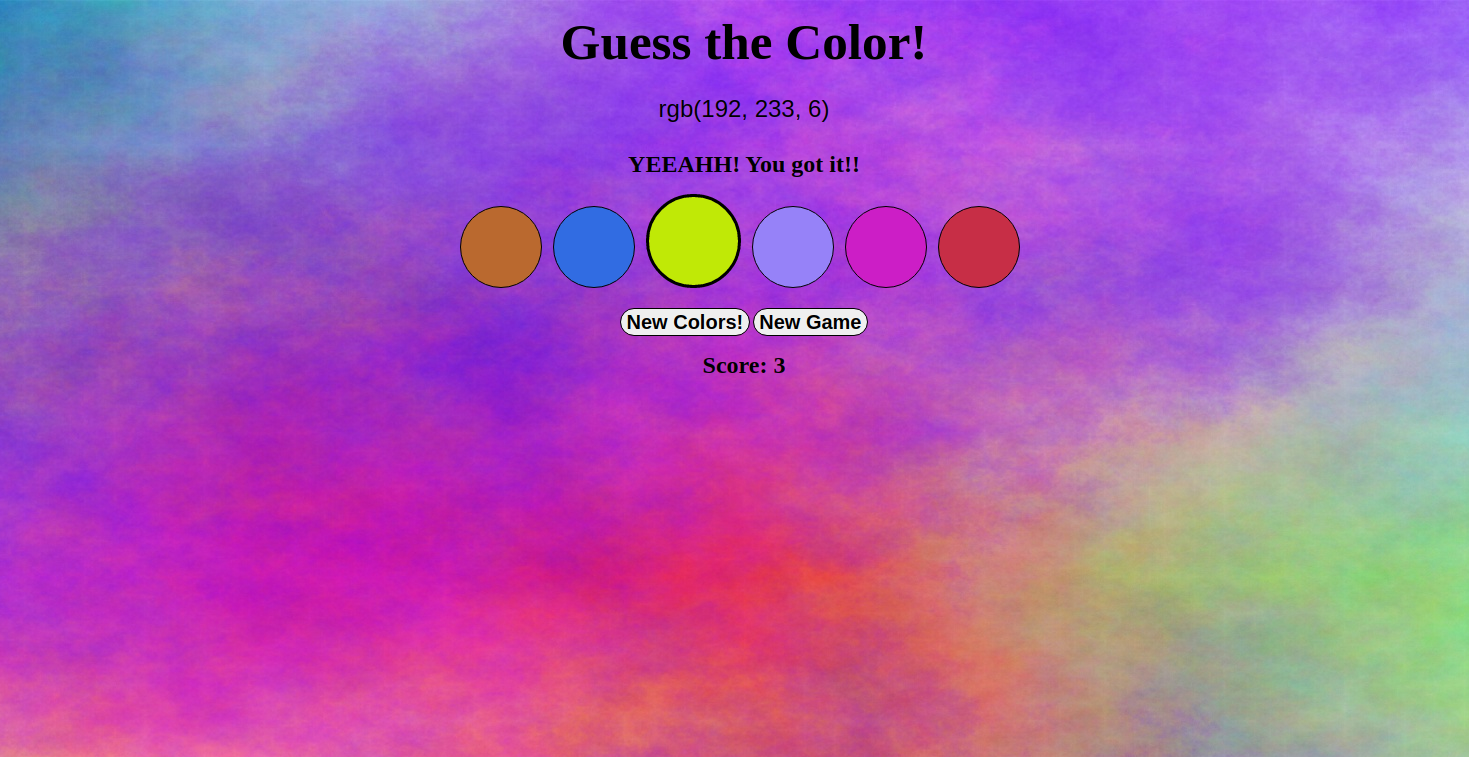 Guess the Color!
rgb(192, 233, 6)
YEEAHH! You got it!!
New Colors! New Game
Score: 3